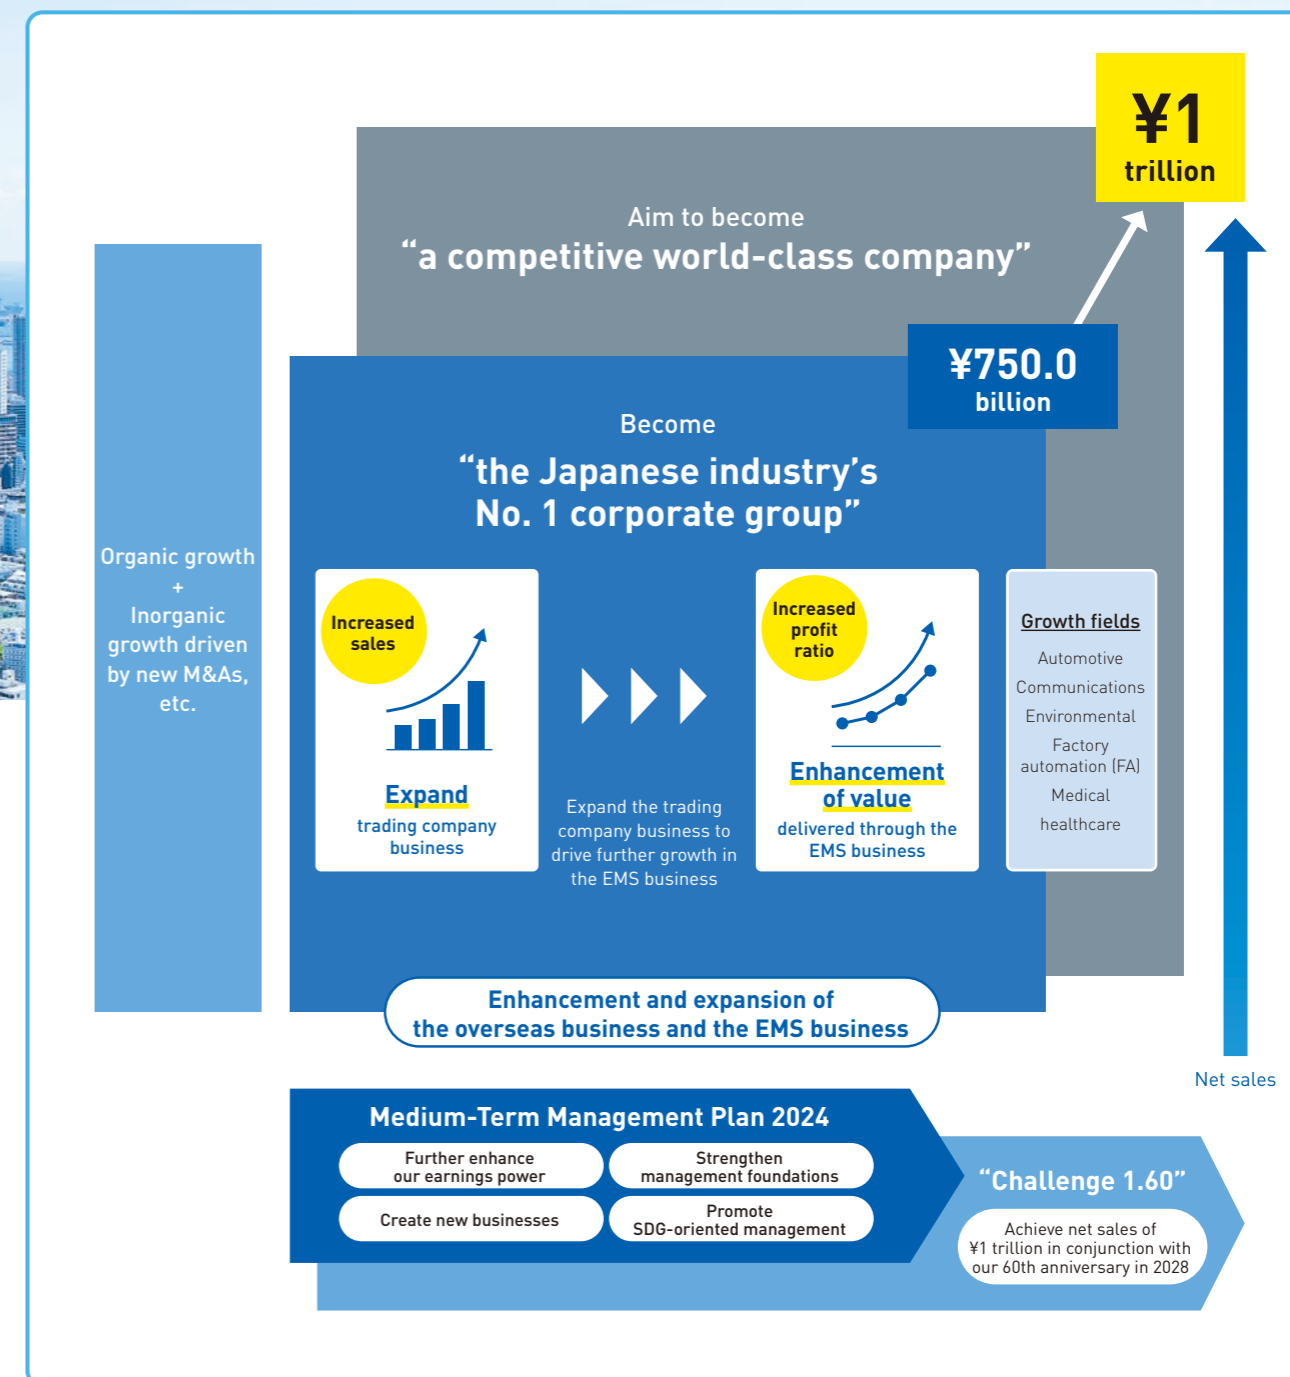 ¥1
trillion
Aim to become
“a competitive world-class company”
¥750.0
billion
Become
“the Japanese industry’s
No. 1 corporate group”
Organic growth
+
Inorganic
growth driven
by new M&As,
etc.
Increased
sales
Expand
trading company
business
Expand the trading
company business to
drive further growth in
the EMS business
Increased
profit
ratio
Enhancement
of value
delivered through the
EMS business
Growth fields
Automotive
Communications
Environmental
Factory
automation (FA)
Medical
healthcare
Enhancement and expansion of
the overseas business and the EMS business
Net sales
Medium-Term Management Plan 2024
Further enhance
our earnings power
Strengthen
management foundations
Create new businesses
Promote
SDG-oriented management
“Challenge 1.60”
Achieve net sales of
¥1 trillion in conjunction with
our 60th anniversary in 2028